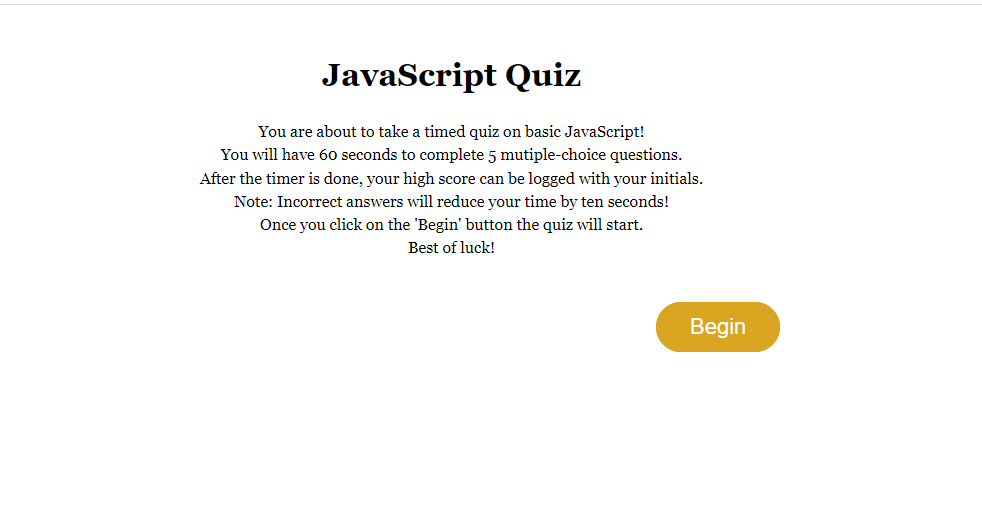 JavaScript Quiz
You are about to take a timed quiz on basic JavaScript!
You will have 60 seconds to complete 5 mutiple-choice questions.
After the timer is done, your high score can be logged with your initials.
Note: Incorrect answers will reduce your time by ten seconds!
Once you click on the 'Begin' button the quiz will start.
Best of luck!
Begin